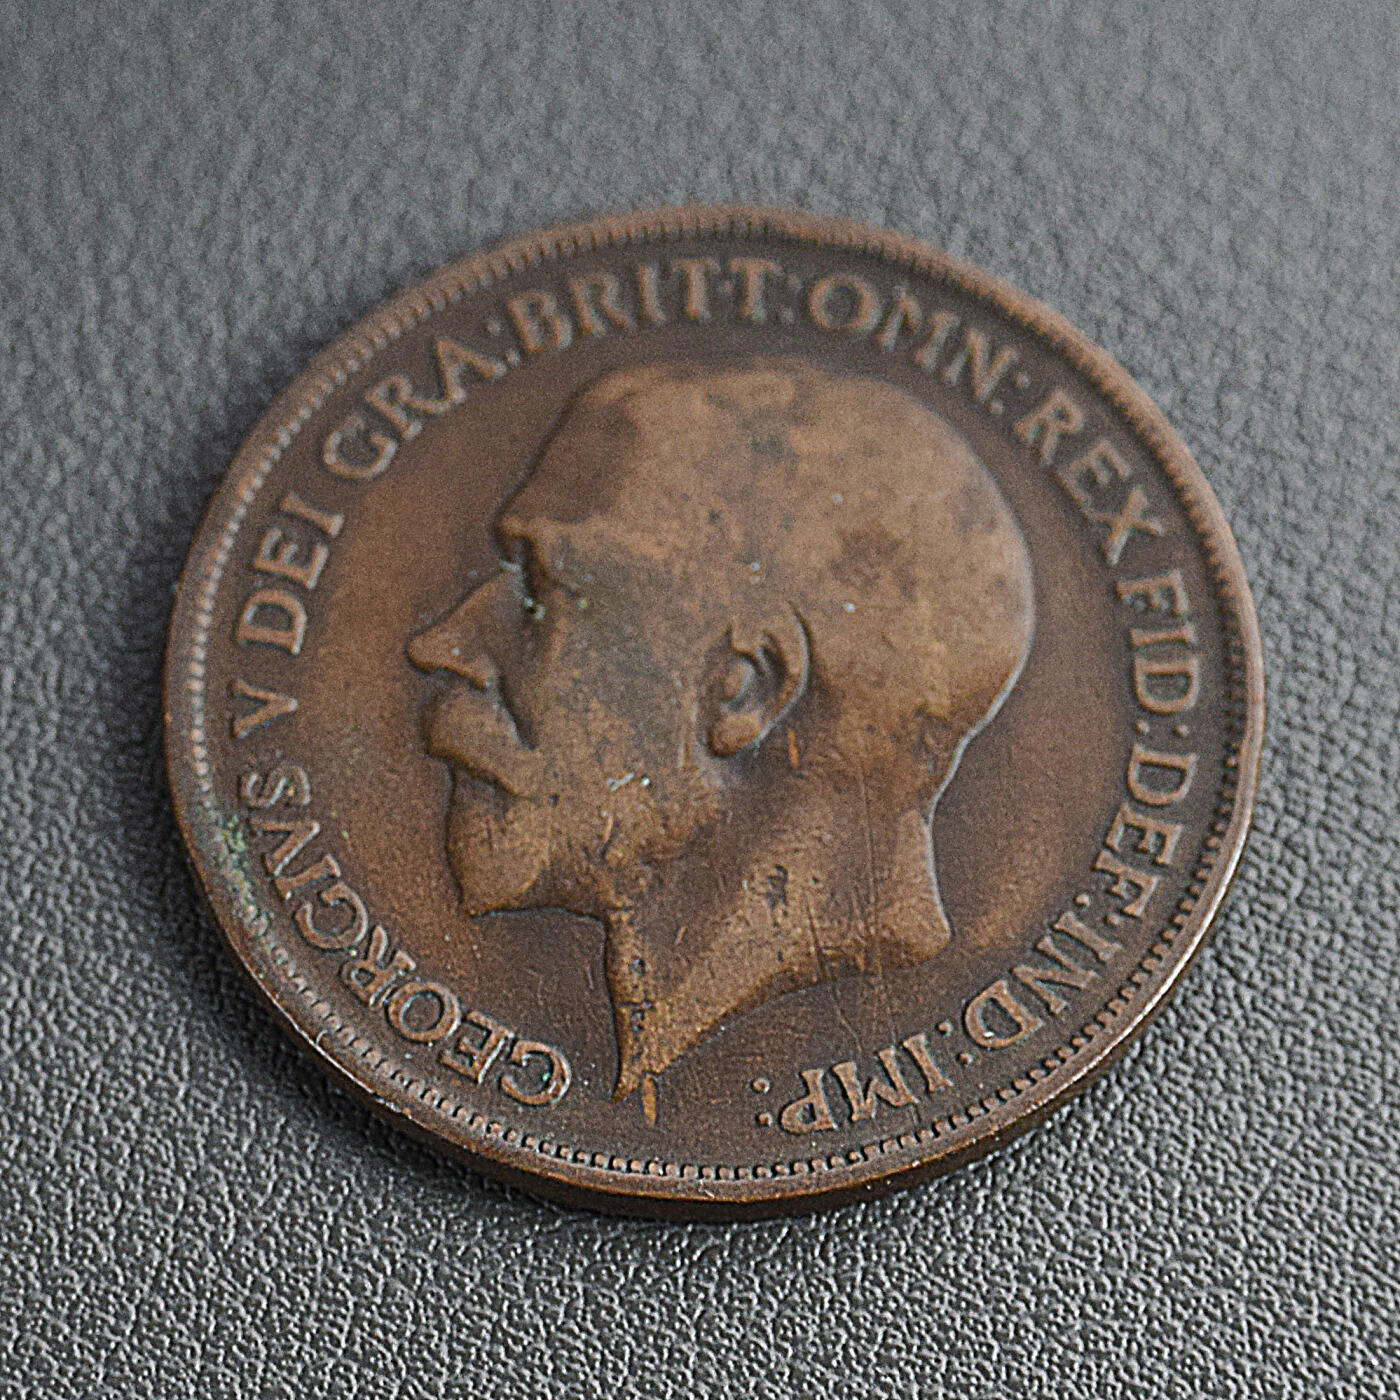 GEORGIVS V DEI GRA: BRITT: OMN: REX FID: DEF: IND: IMP: